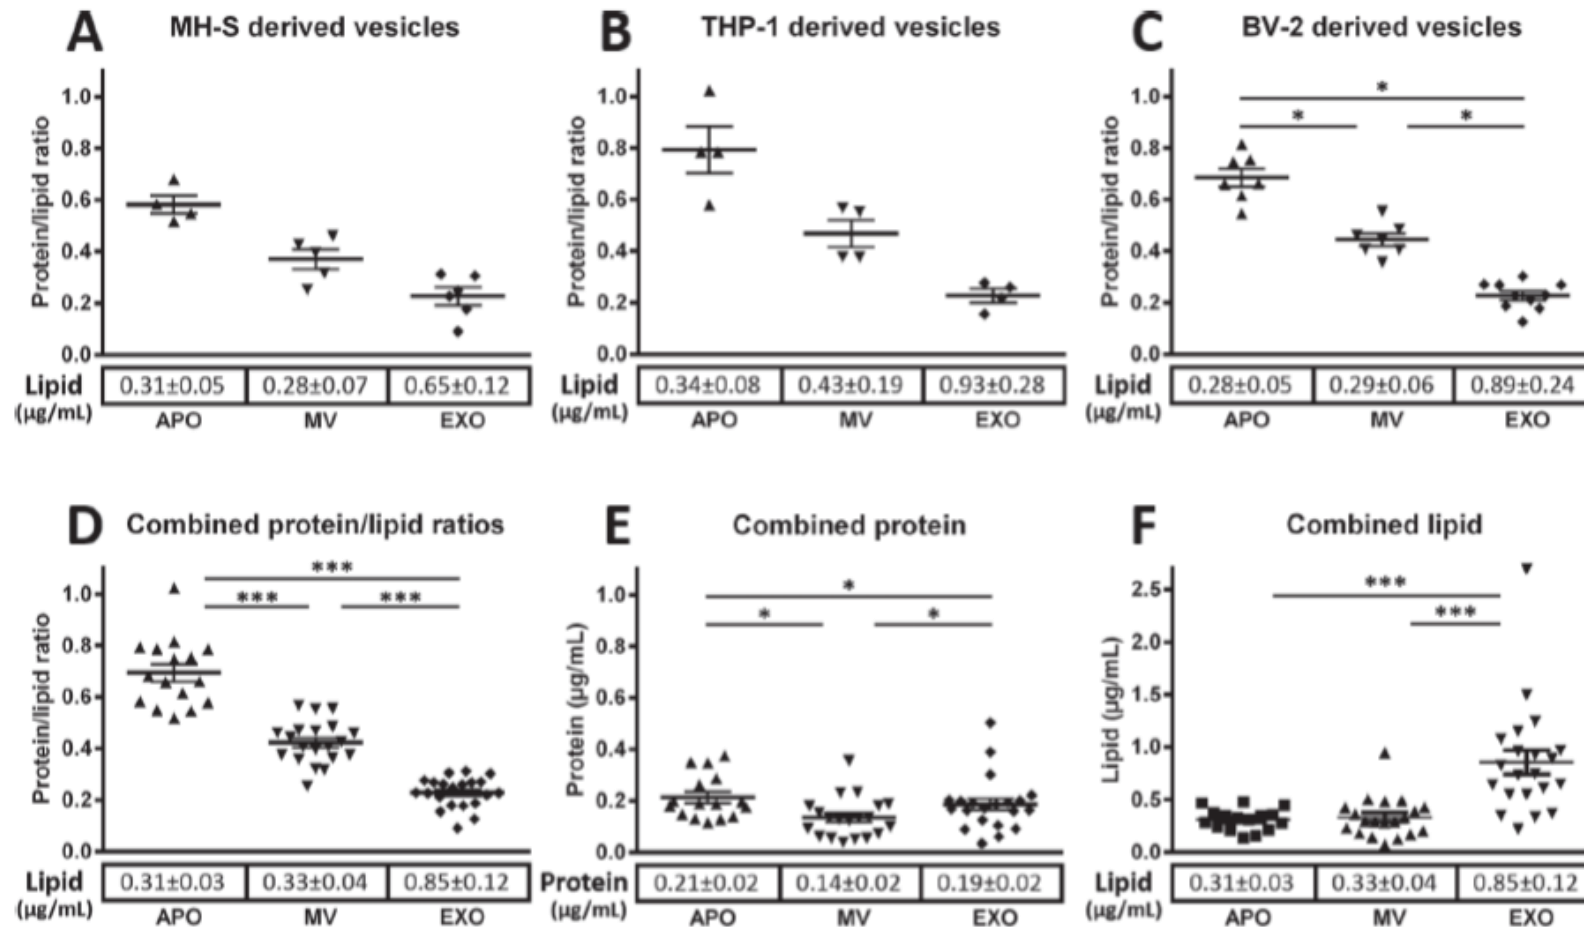 A MH-S derived vesicles
Protein/lipid ratio
1.0
0.8
0.6
0.4
0.2
0.0
Lipid 0.31±0.05 0.28±0.07 0.65±0.12
(µg/mL) APO MV EXO
B THP-1 derived vesicles
Protein/lipid ratio
1.0
0.8
0.6
0.4
0.2
0.0
Lipid 0.34±0.08 0.43±0.19 0.93±0.28
(µg/mL) APO MV EXO
C BV-2 derived vesicles
Protein/lipid ratio
1.0
0.8
0.6
0.4
0.2
0.0
*
* *
Lipid 0.28±0.05 0.29±0.06 0.89±0.24
(µg/mL) APO MV EXO
D Combined protein/lipid ratios
Protein/lipid ratio
1.0
0.8
0.6
0.4
0.2
0.0
***
*** ***
Lipid 0.31±0.03 0.33±0.04 0.85±0.12
(µg/mL) APO MV EXO
E Combined protein
Protein (µg/mL)
1.0
0.8
0.6
0.4
0.2
0.0
*
* *
Protein 0.21±0.02 0.14±0.02 0.19±0.02
(µg/mL) APO MV EXO
F Combined lipid
Lipid (µg/mL)
2.5
2.0
1.5
1.0
0.5
0.0
***
***
Lipid 0.31±0.03 0.33±0.04 0.85±0.12
(µg/mL) APO MV EXO